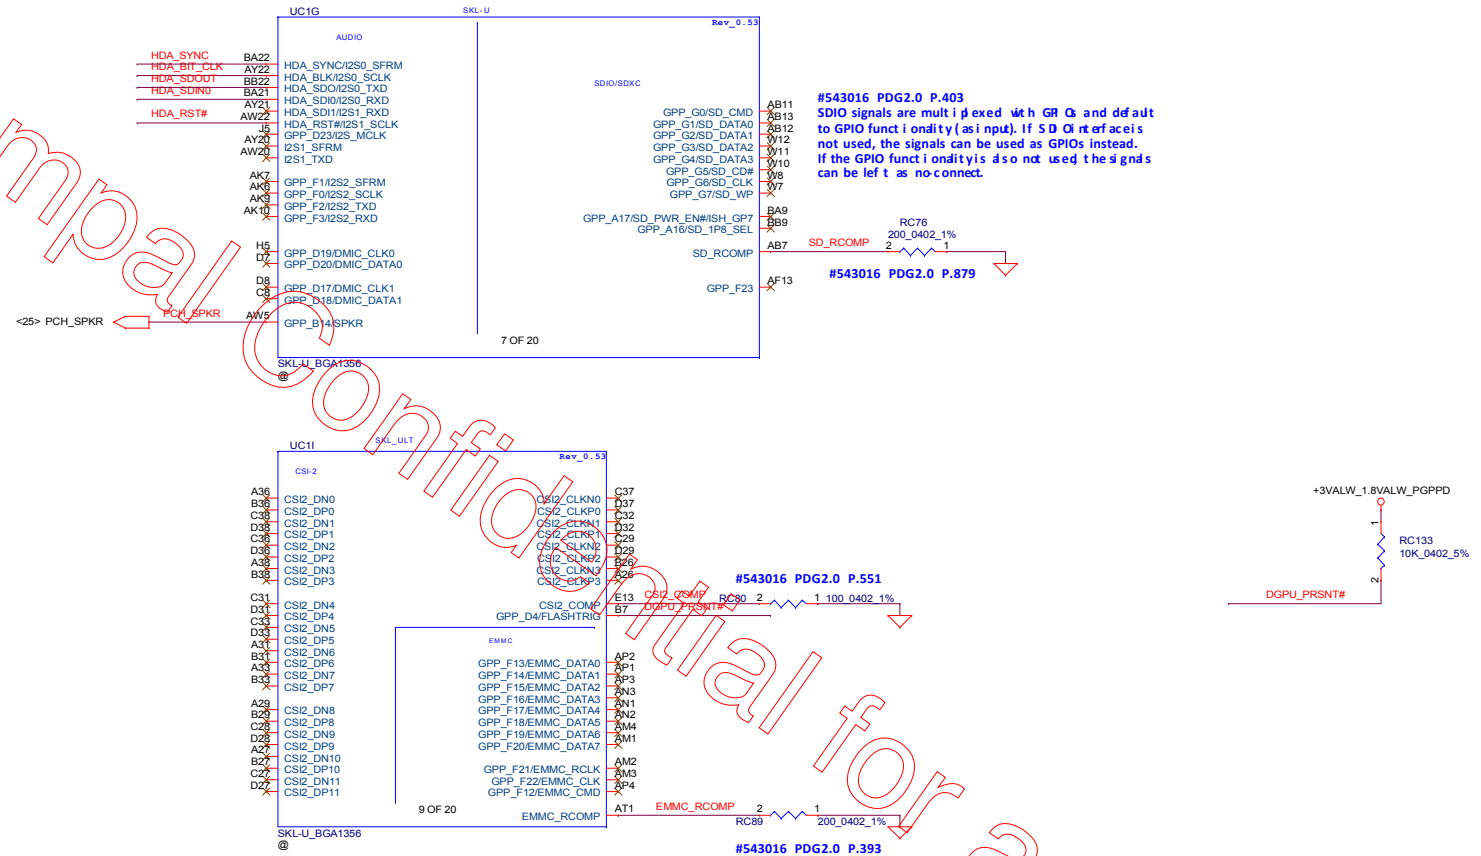 UC1G
SKL-U
Rev_0.53
AUDIO
SDIO/SDXC
HDA_SYNC BA22 HDA_SYNC/I2S0_SFRM
HDA_BIT_CLK AY22 HDA_BLK/I2S0_SCLK
HDA_SDOUT BB22 HDA_SDO/I2S0_TXD
HDA_SDIN0 BA21 HDA_SDI0/I2S0_RXD
AY21 HDA_SDI1/I2S1_RXD
HDA_RST# AW22 HDA_RST#/I2S1_SCLK
J5 GPP_D23/I2S_MCLK
AY20 I2S1_SFRM
AW20 I2S1_TXD
AK7 GPP_F1/I2S2_SFRM
AK6 GPP_F0/I2S2_SCLK
AK9 GPP_F2/I2S2_TXD
AK10 GPP_F3/I2S2_RXD
H5 GPP_D19/DMIC_CLK0
D7 GPP_D20/DMIC_DATA0
D8 GPP_D17/DMIC_CLK1
C8 GPP_D18/DMIC_DATA1
<25> PCH_SPKR PCH_SPKR AW5 GPP_B14/SPKR
GPP_G0/SD_CMD AB11
GPP_G1/SD_DATA0 AB13
GPP_G2/SD_DATA1 AB12
GPP_G3/SD_DATA2 W12
GPP_G4/SD_DATA3 W11
GPP_G5/SD_CD# W10
GPP_G6/SD_CLK W8
GPP_G7/SD_WP W7
GPP_A17/SD_PWR_EN#/ISH_GP7 BA9
GPP_A16/SD_1P8_SEL BB9
SD_RCOMP AB7 SD_RCOMP 2 1
RC76
200_0402_1%
GPP_F23 AF13
7 OF 20
SKL-U_BGA1356
@
#543016 PDG2.0 P.403
SDIO signals are multiplexed with GPIOs and default
to GPIO functionality(as input). If SDIO interface is
not used, the signals can be used as GPIOs instead.
If the GPIO functionality is also not used, the signals
can be left as no-connect.
#543016 PDG2.0 P.879
UC1I
SKL_ULT
Rev_0.53
CSI-2
A36 CSI2_DN0
B36 CSI2_DP0
C38 CSI2_DN1
D38 CSI2_DP1
C36 CSI2_DN2
D36 CSI2_DP2
A38 CSI2_DN3
B38 CSI2_DP3
C31 CSI2_DN4
D31 CSI2_DP4
C33 CSI2_DN5
D33 CSI2_DP5
A31 CSI2_DN6
B31 CSI2_DP6
A33 CSI2_DN7
B33 CSI2_DP7
A29 CSI2_DN8
B29 CSI2_DP8
C28 CSI2_DN9
D28 CSI2_DP9
A27 CSI2_DN10
B27 CSI2_DP10
C27 CSI2_DN11
D27 CSI2_DP11
CSI2_CLKN0 C37
CSI2_CLKP0 D37
CSI2_CLKN1 C32
CSI2_CLKP1 D32
CSI2_CLKN2 C29
CSI2_CLKP2 D29
CSI2_CLKN3 B26
CSI2_CLKP3 A26
#543016 PDG2.0 P.551
CSI2_COMP E13 CSI2_COMP RC80 2 1 100_0402_1%
GPP_D4/FLASHTRIG B7 DGPU_PRSNT#
EMMC
GPP_F13/EMMC_DATA0 AP2
GPP_F14/EMMC_DATA1 AP1
GPP_F15/EMMC_DATA2 AP3
GPP_F16/EMMC_DATA3 AN3
GPP_F17/EMMC_DATA4 AN1
GPP_F18/EMMC_DATA5 AN2
GPP_F19/EMMC_DATA6 AM4
GPP_F20/EMMC_DATA7 AM1
GPP_F21/EMMC_RCLK AM2
GPP_F22/EMMC_CLK AM3
GPP_F12/EMMC_CMD AP4
9 OF 20
EMMC_RCOMP AT1 EMMC_RCOMP 2 1
RC89 200_0402_1%
SKL-U_BGA1356
@
#543016 PDG2.0 P.393
+3VALW_1.8VALW_PGPPD
1
RC133
10K_0402_5%
2
DGPU_PRSNT#
mpal Confidential for a